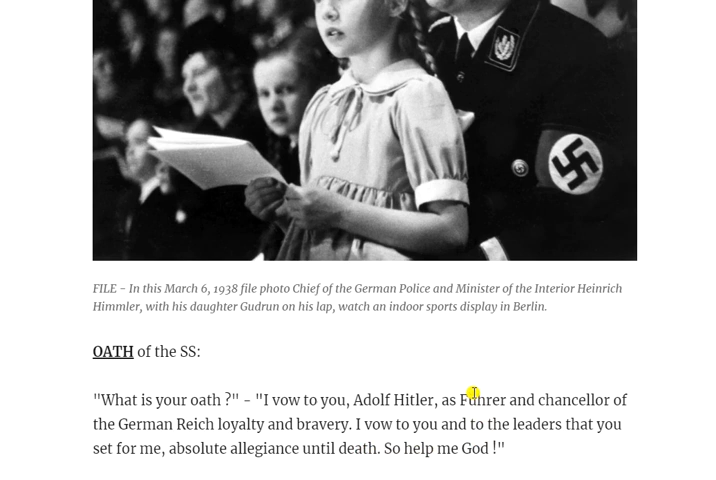 FILE - In this March 6, 1938 file photo Chief of the German Police and Minister of the Interior Heinrich
Himmler, with his daughter Gudrun on his lap, watch an indoor sports display in Berlin.
OATH of the SS:
"What is your oath ?" - "I vow to you, Adolf Hitler, as Fuhrer and chancellor of
the German Reich loyalty and bravery. I vow to you and to the leaders that you
set for me, absolute allegiance until death. So help me God !"